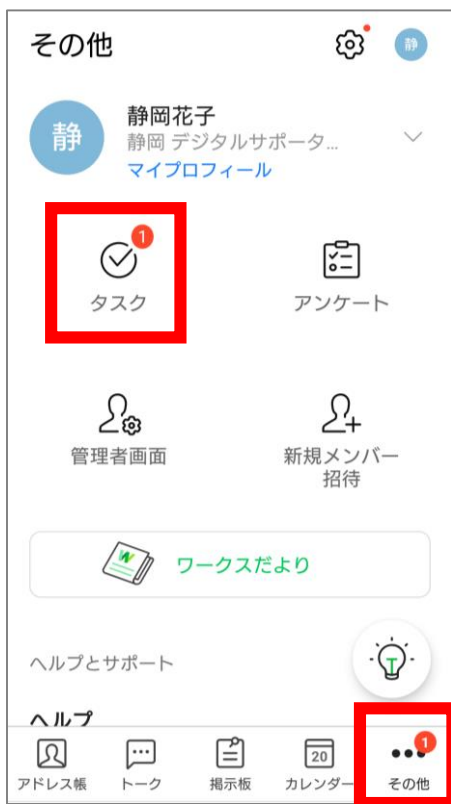 その他
静
静
静岡花子
静岡 デジタルサポータ...
マイプロフィール
1
タスク
アンケート
管理者画面
新規メンバー
招待
W
ワークスだより
ヘルプとサポート
ヘルプ
20
1
アドレス帳
トーク
掲示板
カレンダー
その他